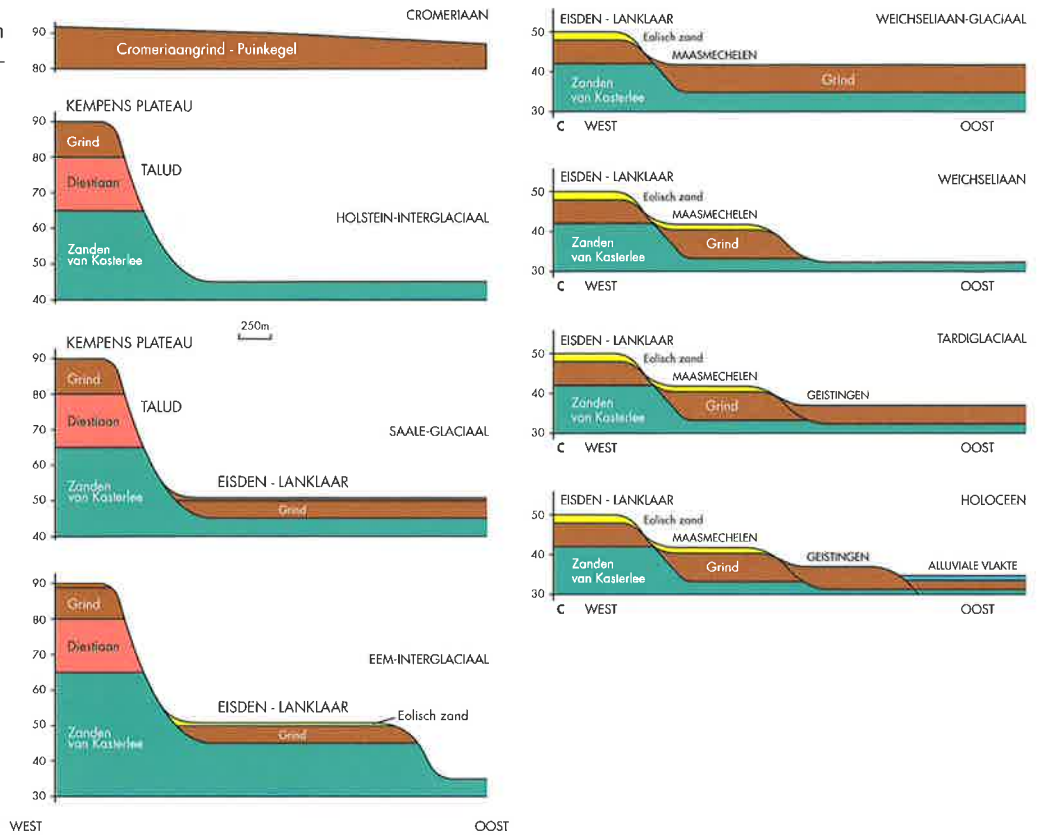 CROMERIAAN
90
Cromeriaangrind - Puinkegel
80
KEMPENS PLATEAU
90
Grind
80
TALUD
Diestiaan
70
HOLSTEIN-INTERGLACIAAL
60
Zanden
van Kasterlee
50
40
250m
KEMPENS PLATEAU
90
Grind
80
TALUD
Diestiaan
70
SAALE-GLACIAAL
60
EISDEN - LANKLAAR
Zanden
van Kasterlee
50
Grind
40
90
Grind
80
Diestiaan
70
EEM-INTERGLACIAAL
60
EISDEN - LANKLAAR
Eolisch zand
50
Zanden
van Kasterlee
Grind
40
30
WEST
OOST
EISDEN - LANKLAAR
WEICHSELIAAN-GLACIAAL
50
Eolisch zand
MAASMECHELEN
40
Grind
Zanden
van Kasterlee
30
C WEST
OOST
EISDEN - LANKLAAR
WEICHSELIAAN
50
Eolisch zand
MAASMECHELEN
40
Zanden
van Kasterlee
Grind
30
C WEST
OOST
EISDEN - LANKLAAR
TARDIGLACIAAL
50
Eolisch zand
MAASMECHELEN
GEISTINGEN
40
Zanden
van Kasterlee
Grind
30
C WEST
OOST
EISDEN - LANKLAAR
HOLOCEEN
50
Eolisch zand
MAASMECHELEN
GEISTINGEN
40
ALLUVIALE VLAKTE
Zanden
van Kasterlee
Grind
30
C WEST
OOST